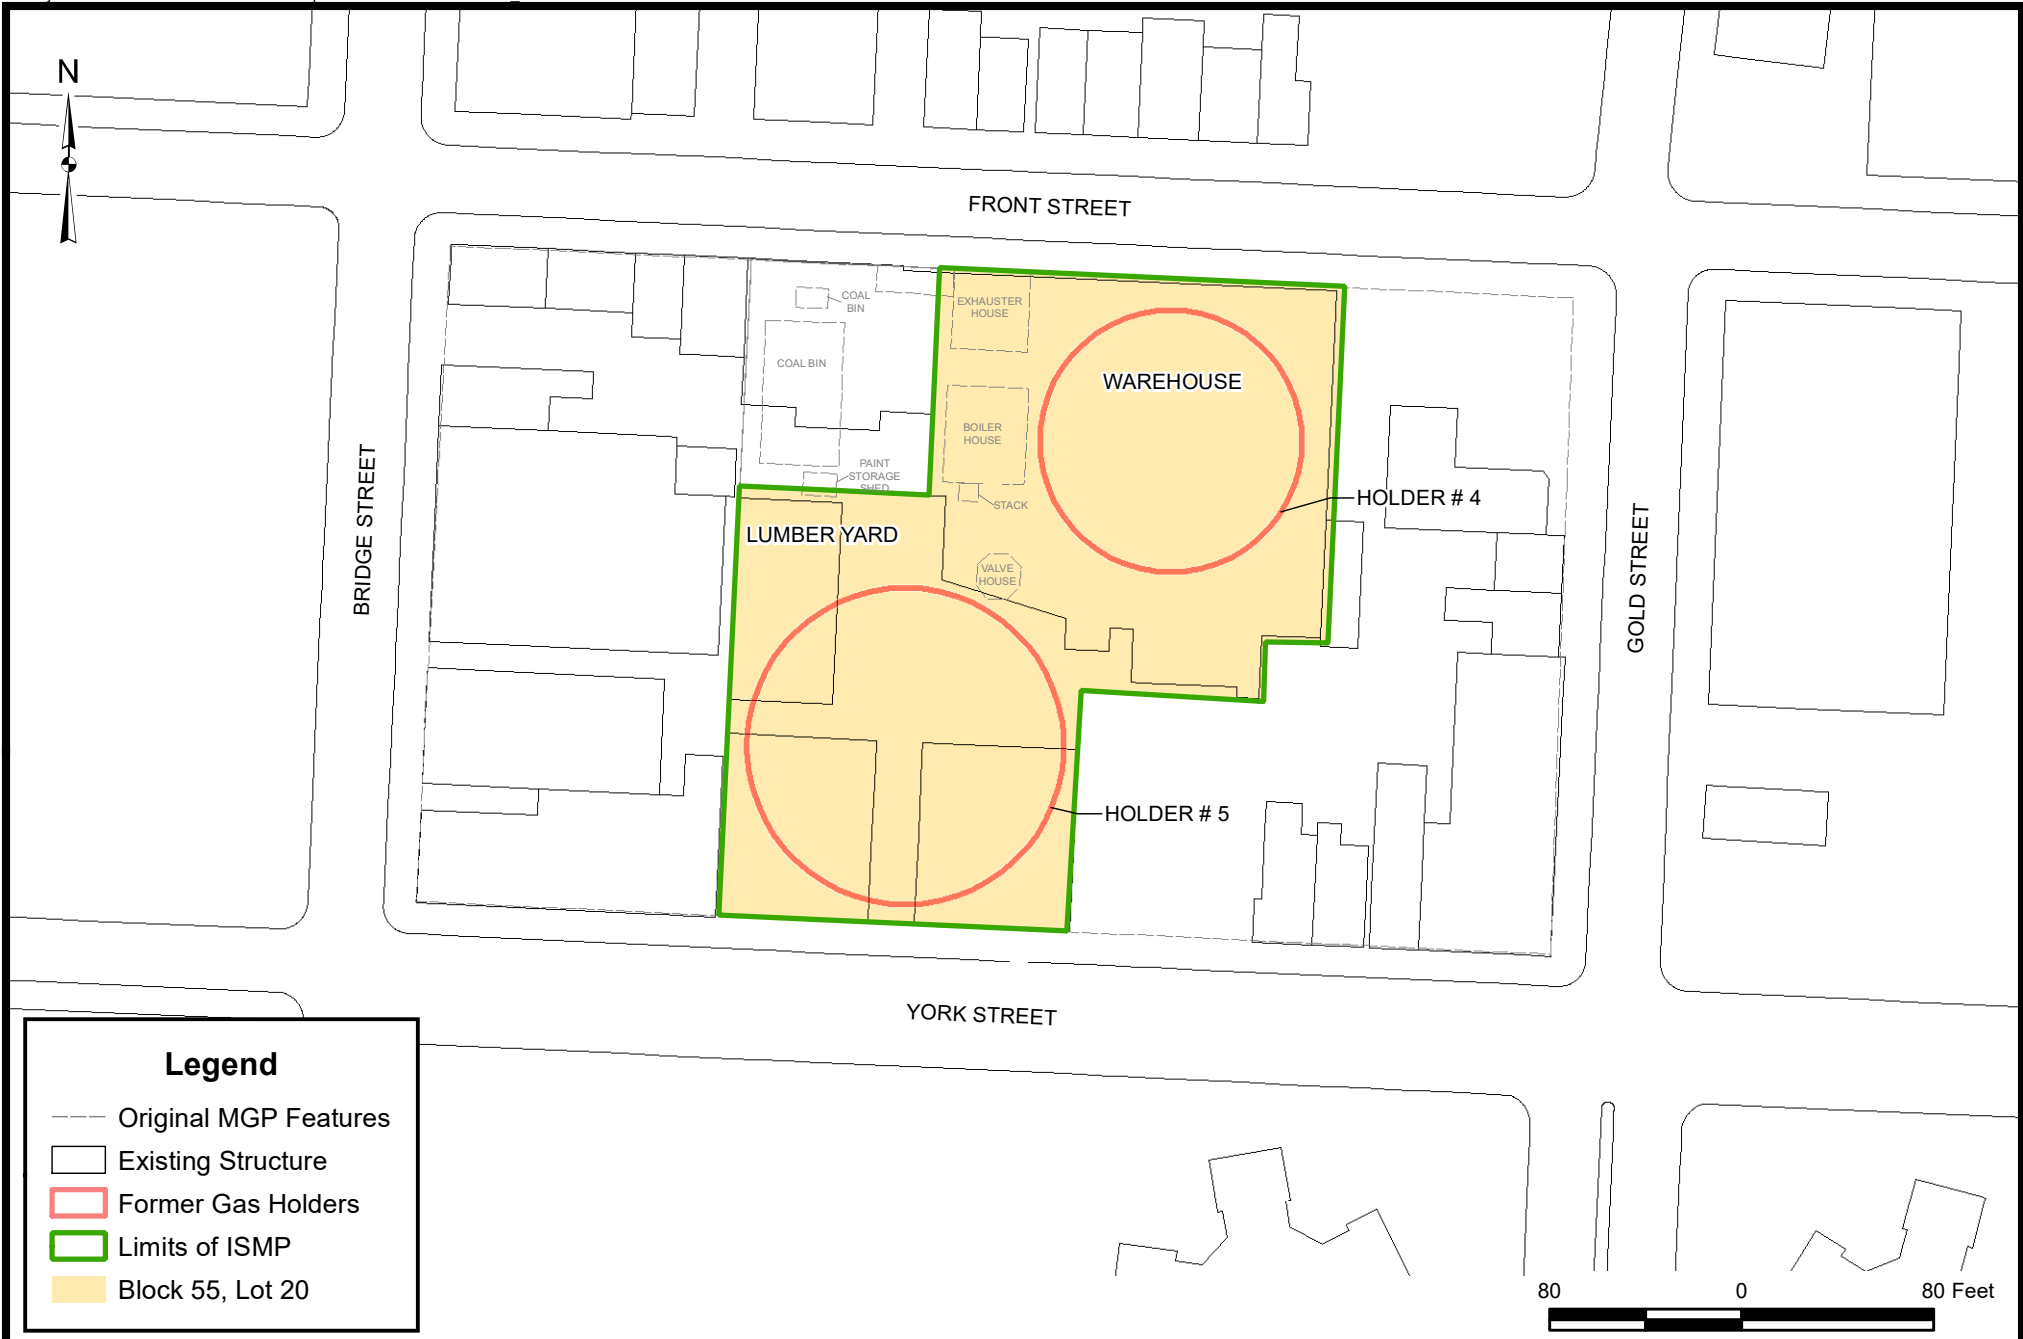 N
FRONT STREET
COAL
BIN
EXHAUSTER
HOUSE
COAL BIN
WAREHOUSE
BOILER
HOUSE
PAINT
STORAGE
SHED
STACK
HOLDER # 4
LUMBER YARD
VALVE
HOUSE
BRIDGE STREET
GOLD STREET
HOLDER # 5
YORK STREET
Legend
Original MGP Features
Existing Structure
Former Gas Holders
Limits of ISMP
Block 55, Lot 20
80 0 80 Feet